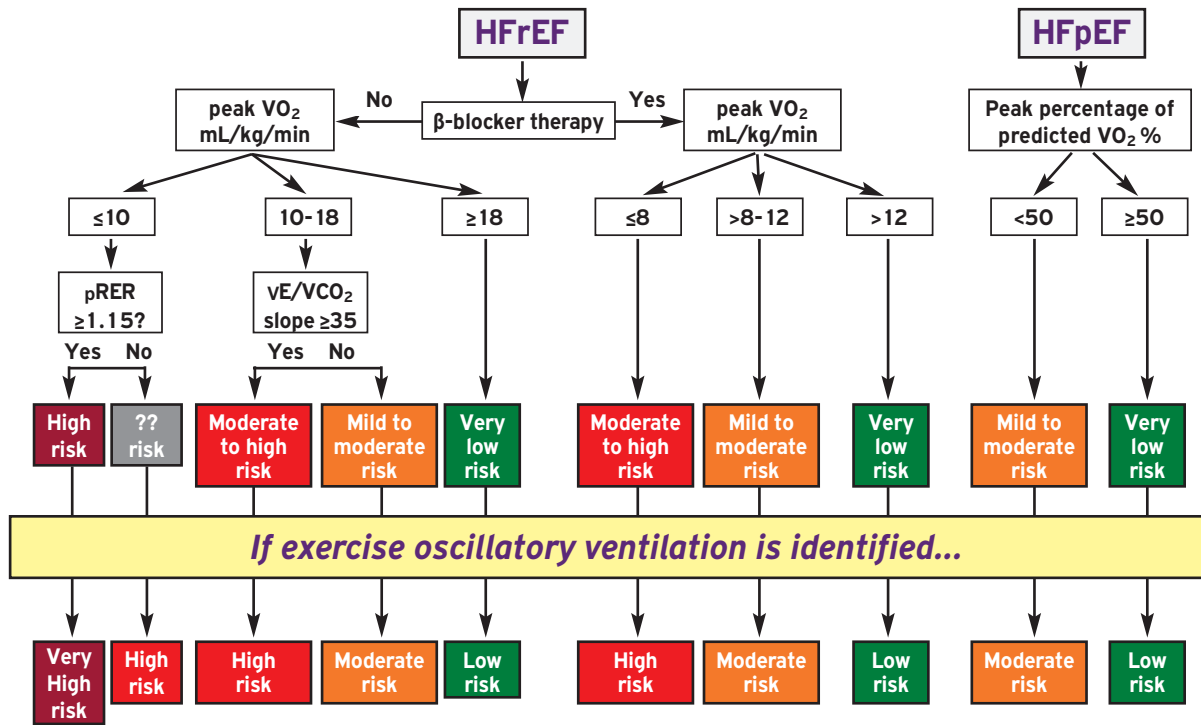 HFrEF
HFpEF
peak VO₂
mL/kg/min
No
β-blocker therapy
Yes
peak VO₂
mL/kg/min
Peak percentage of
predicted VO₂ %
≤10
10-18
≥18
≤8
>8-12
>12
<50
≥50
pRER
≥1.15?
VE/VCO₂
slope ≥35
Yes
No
Yes
No
High
risk
??
risk
Moderate
to high
risk
Mild to
moderate
risk
Very
low
risk
Moderate
to high
risk
Mild to
moderate
risk
Very
low
risk
Mild to
moderate
risk
Very
low
risk
If exercise oscillatory ventilation is identified...
Very
High
risk
High
risk
High
risk
Moderate
risk
Low
risk
High
risk
Moderate
risk
Low
risk
Moderate
risk
Low
risk